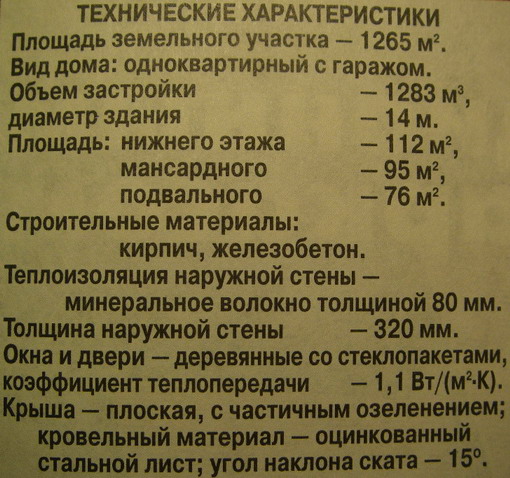 ТЕХНИЧЕСКИЕ ХАРАКТЕРИСТИКИ
Площадь земельного участка – 1265 м².
Вид дома: одноквартирный с гаражом.
Объем застройки – 1283 м³,
диаметр здания – 14 м.
Площадь: нижнего этажа – 112 м²,
мансардного – 95 м²,
подвального – 76 м².
Строительные материалы:
кирпич, железобетон.
Теплоизоляция наружной стены –
минеральное волокно толщиной 80 мм.
Толщина наружной стены – 320 мм.
Окна и двери – деревянные со стеклопакетами,
коэффициент теплопередачи – 1,1 Вт/(м²·К).
Крыша – плоская, с частичным озеленением;
кровельный материал – оцинкованный
стальной лист; угол наклона ската – 15°.